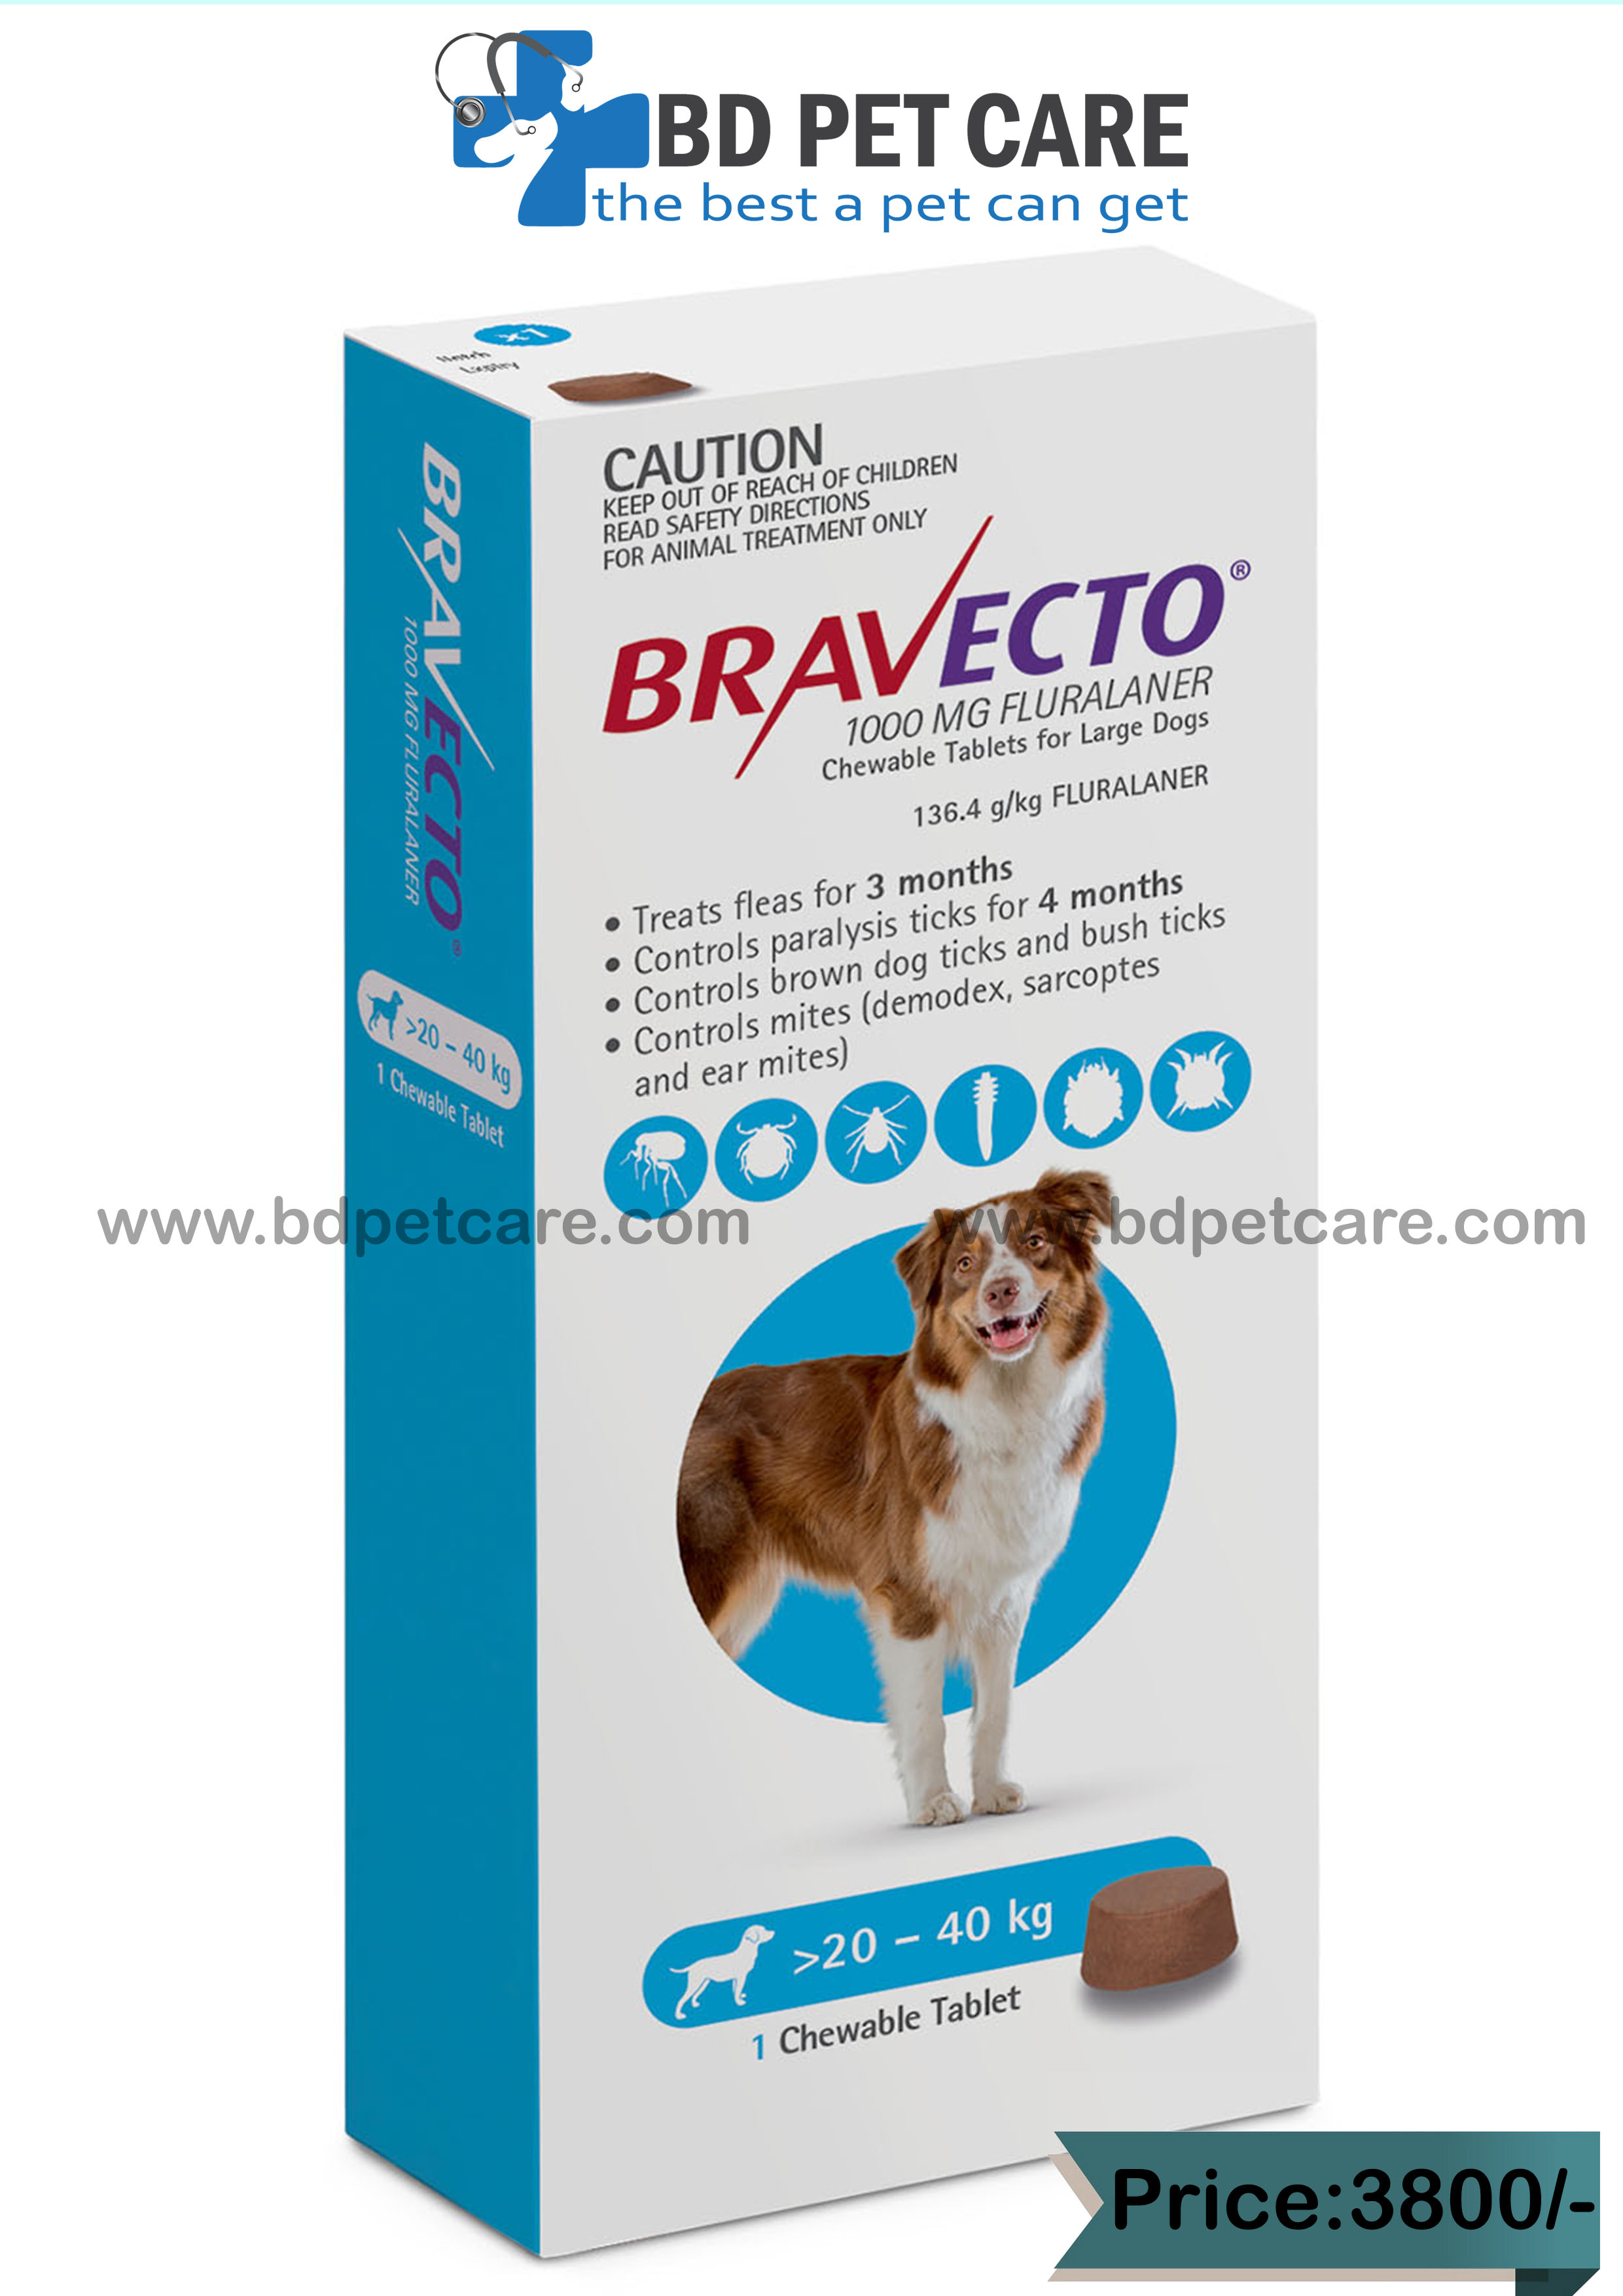 BD PET CARE
the best a pet can get
x1
Expiry
CAUTION
KEEP OUT OF REACH OF CHILDREN
READ SAFETY DIRECTIONS
FOR ANIMAL TREATMENT ONLY
BRAVECTO®
1000 MG FLURALANER
Chewable Tablets for Large Dogs
136.4 g/kg FLURALANER
• Treats fleas for 3 months
• Controls paralysis ticks for 4 months
• Controls brown dog ticks and bush ticks
• Controls mites (demodex, sarcoptes
and ear mites)
BRAVECTO®
1000 MG FLURALANER
>20 – 40 kg
1 Chewable Tablet
www.bdpetcare.com www.bdpetcare.com
>20 – 40 kg
1 Chewable Tablet
Price:3800/-